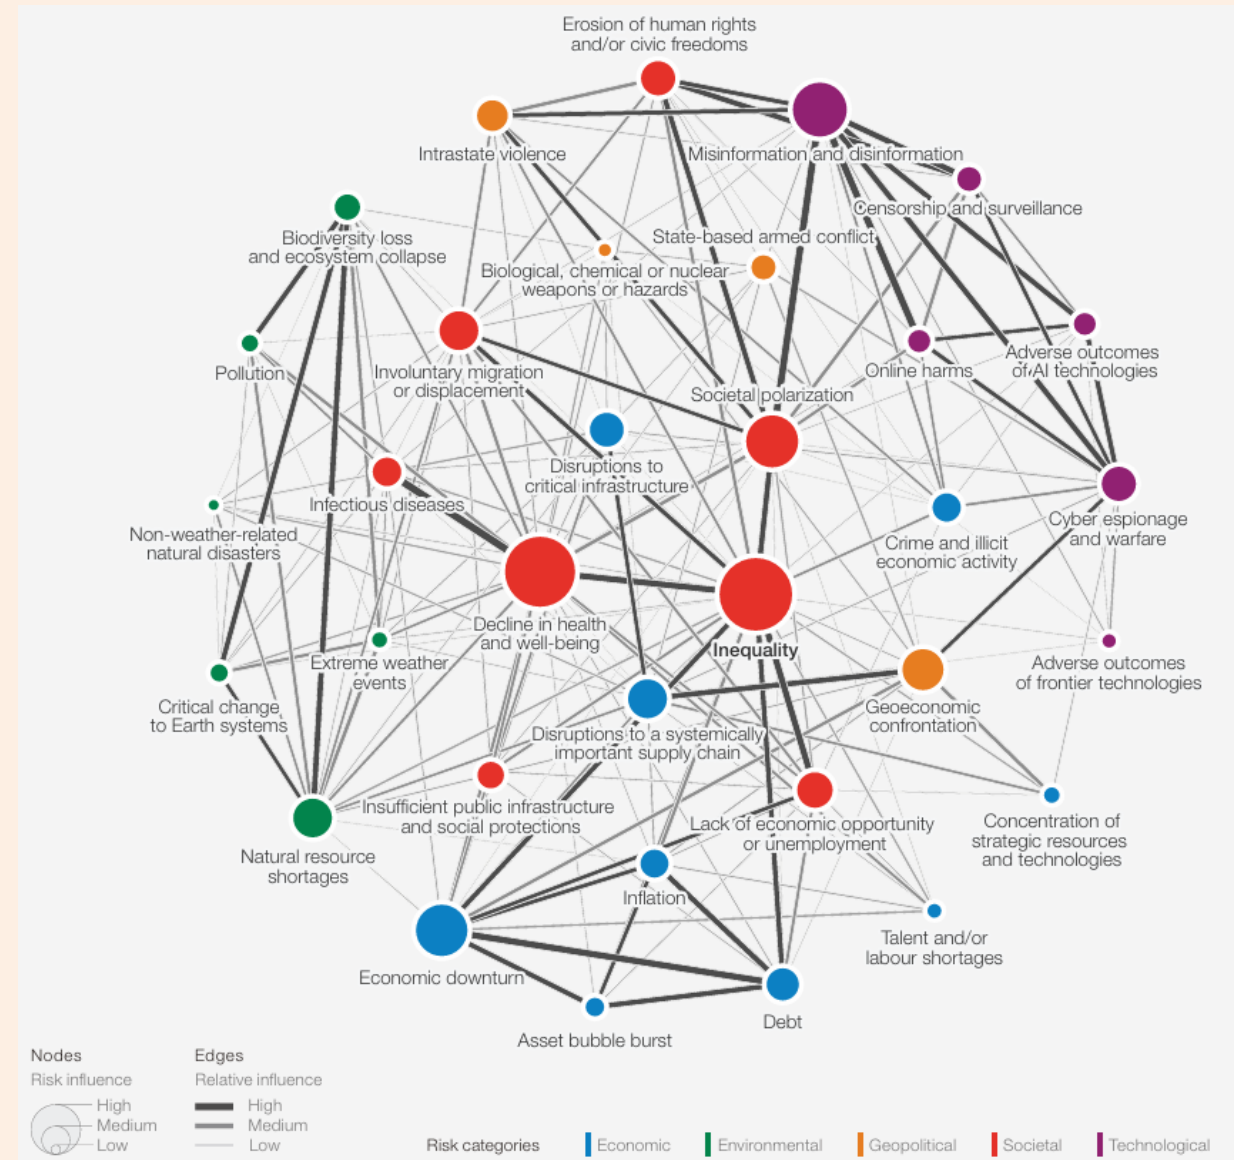 Erosion of human rights
and/or civic freedoms
Intrastate violence
Misinformation and disinformation
Censorship and surveillance
Biodiversity loss
and ecosystem collapse
State-based armed conflict
Biological, chemical or nuclear
weapons or hazards
Pollution
Involuntary migration
or displacement
Online harms
Adverse outcomes
of AI technologies
Societal polarization
Disruptions to
critical infrastructure
Infectious diseases
Non-weather-related
natural disasters
Cyber espionage
and warfare
Crime and illicit
economic activity
Decline in health
and well-being
Inequality
Extreme weather
events
Adverse outcomes
of frontier technologies
Critical change
to Earth systems
Geoeconomic
confrontation
Disruptions to a systemically
important supply chain
Insufficient public infrastructure
and social protections
Lack of economic opportunity
or unemployment
Concentration of
strategic resources
and technologies
Natural resource
shortages
Inflation
Talent and/or
labour shortages
Economic downturn
Debt
Asset bubble burst
Nodes
Risk influence
High
Medium
Low
Edges
Relative influence
High
Medium
Low
Risk categories
Economic
Environmental
Geopolitical
Societal
Technological